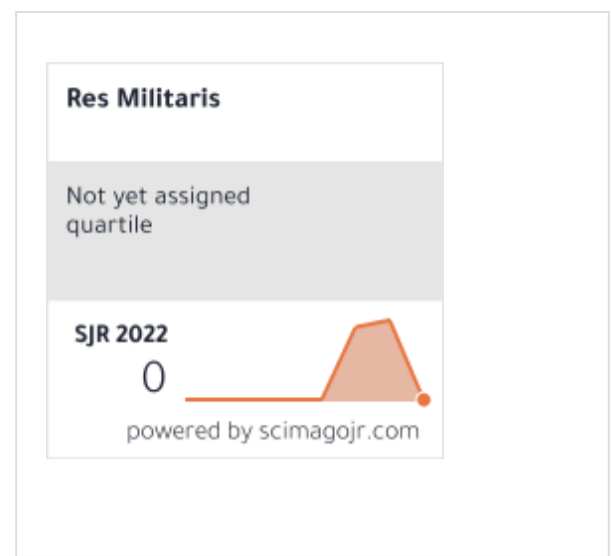 Res Militaris
Not yet assigned
quartile
SJR 2022
0
powered by scimagojr.com